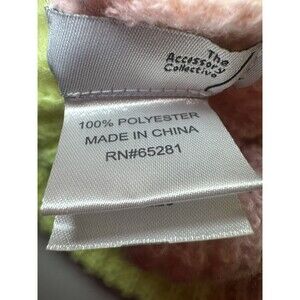 The
Accessory
Collective
100% POLYESTER
MADE IN CHINA
RN#65281